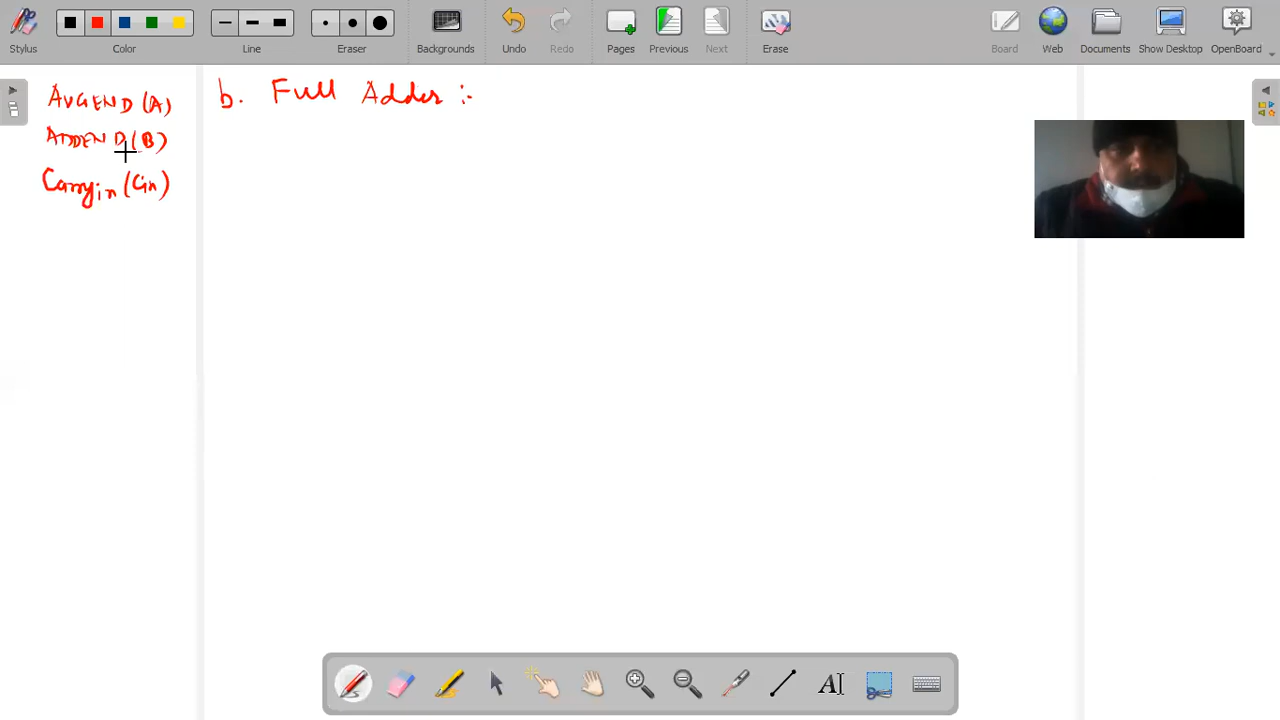 Stylus
Color
Line
Eraser
Backgrounds
Undo
Redo
Pages
Previous
Next
Erase
Board
Web
Documents
Show Desktop
OpenBoard
AUGEND (A)
ADDEND (B)
Carryin (Cin)
b. Full Adder :-